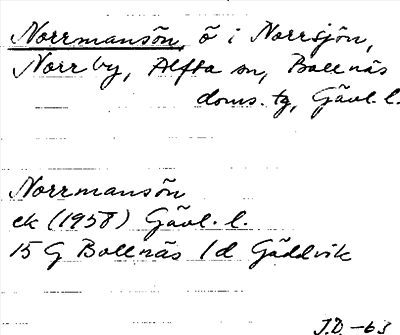 Norrmansön, ö i Norrsjön,
Norrby, Alfta sn, Bollnäs
doms. tg, Gävl. l.
Norrmansön
ek (1958) Gävl. l.
15 G Bollnäs 1 d Gäddvik
J.D. -63